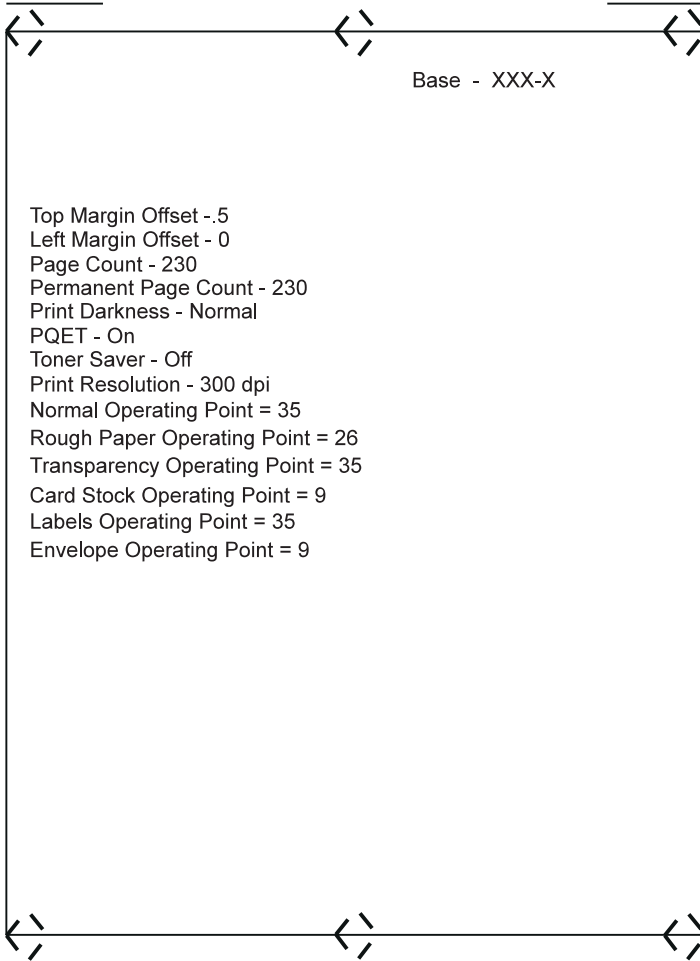 Base - XXX-X
Top Margin Offset -.5
Left Margin Offset - 0
Page Count - 230
Permanent Page Count - 230
Print Darkness - Normal
PQET - On
Toner Saver - Off
Print Resolution - 300 dpi
Normal Operating Point = 35
Rough Paper Operating Point = 26
Transparency Operating Point = 35
Card Stock Operating Point = 9
Labels Operating Point = 35
Envelope Operating Point = 9